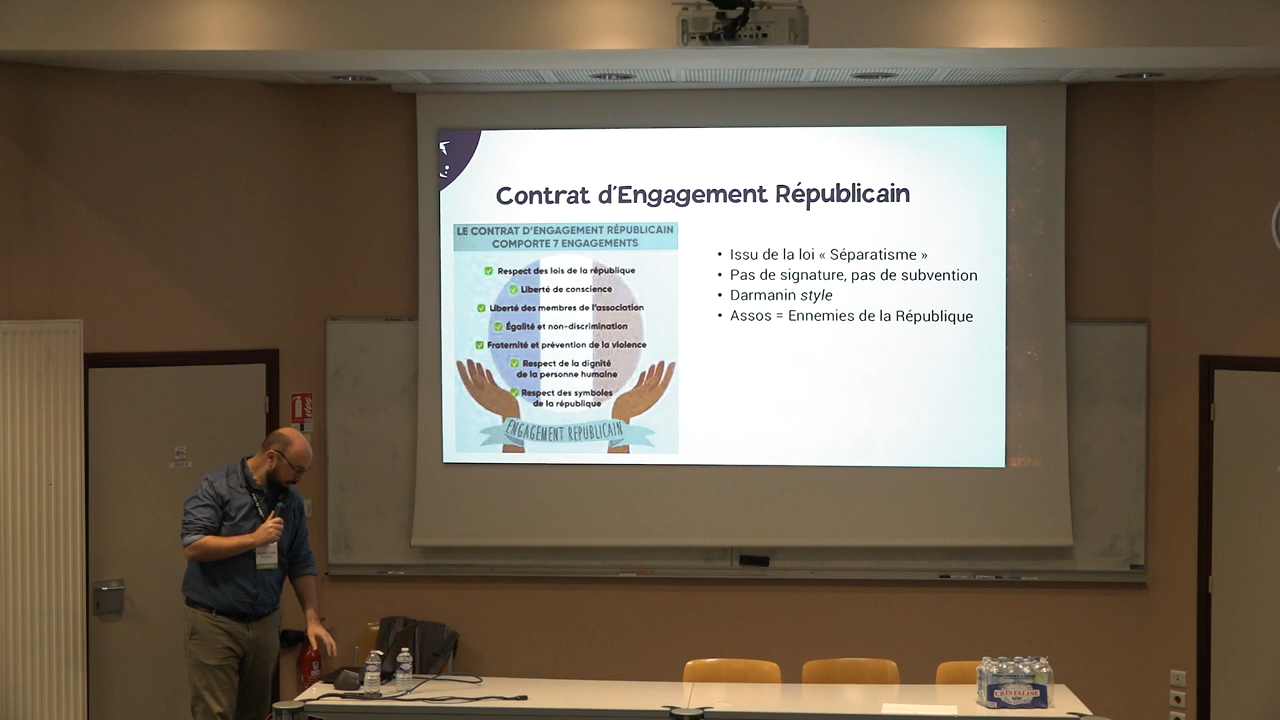 Contrat d'Engagement Républicain
LE CONTRAT D'ENGAGEMENT RÉPUBLICAIN
COMPORTE 7 ENGAGEMENTS
Respect des lois de la république
Liberté de conscience
Liberté des membres de l'association
Égalité et non-discrimination
Fraternité et prévention de la violence
Respect de la dignité
de la personne humaine
Respect des symboles
de la république
ENGAGEMENT RÉPUBLICAIN
• Issu de la loi « Séparatisme »
• Pas de signature, pas de subvention
• Darmanin style
• Assos = Ennemies de la République
CRISTALINE